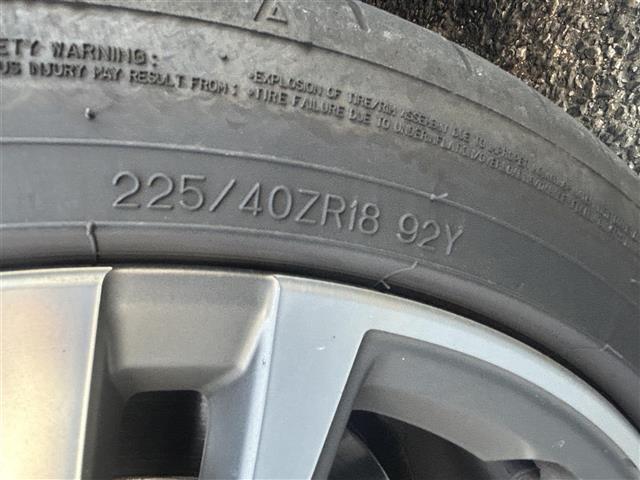 ETY WARNING:
US INJURY MAY RESULT FROM: •EXPLOSION OF TIRE/RIM ASSEMBLY DUE TO
•TIRE FAILURE DUE TO UNDERINFLATION/
225/40ZR18 92Y